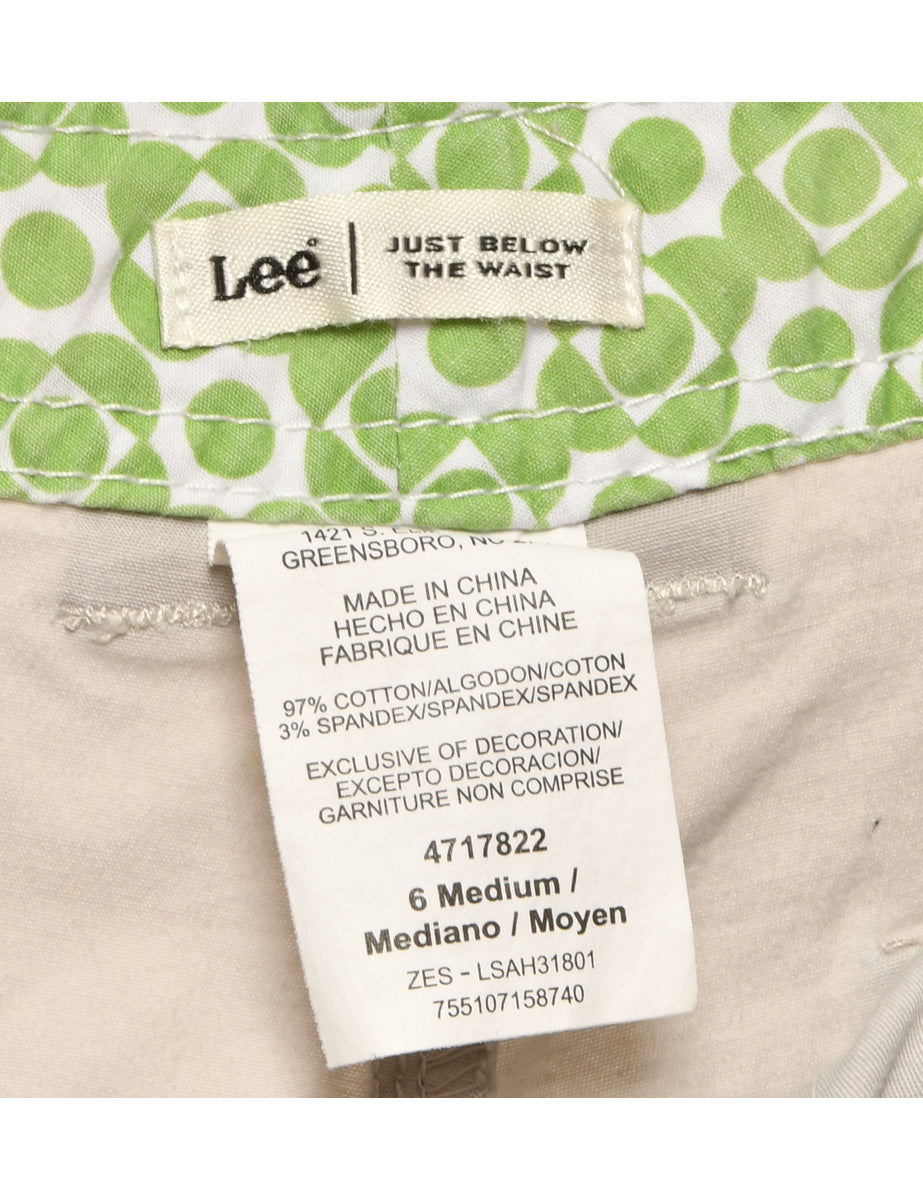 Lee
JUST BELOW
THE WAIST
1421 S.
GREENSBORO, NC
MADE IN CHINA
HECHO EN CHINA
FABRIQUE EN CHINE
97% COTTON/ALGODON/COTON
3% SPANDEX/SPANDEX/SPANDEX
EXCLUSIVE OF DECORATION/
EXCEPTO DECORACION/
GARNITURE NON COMPRISE
4717822
6 Medium /
Mediano / Moyen
ZES - LSAH31801
755107158740